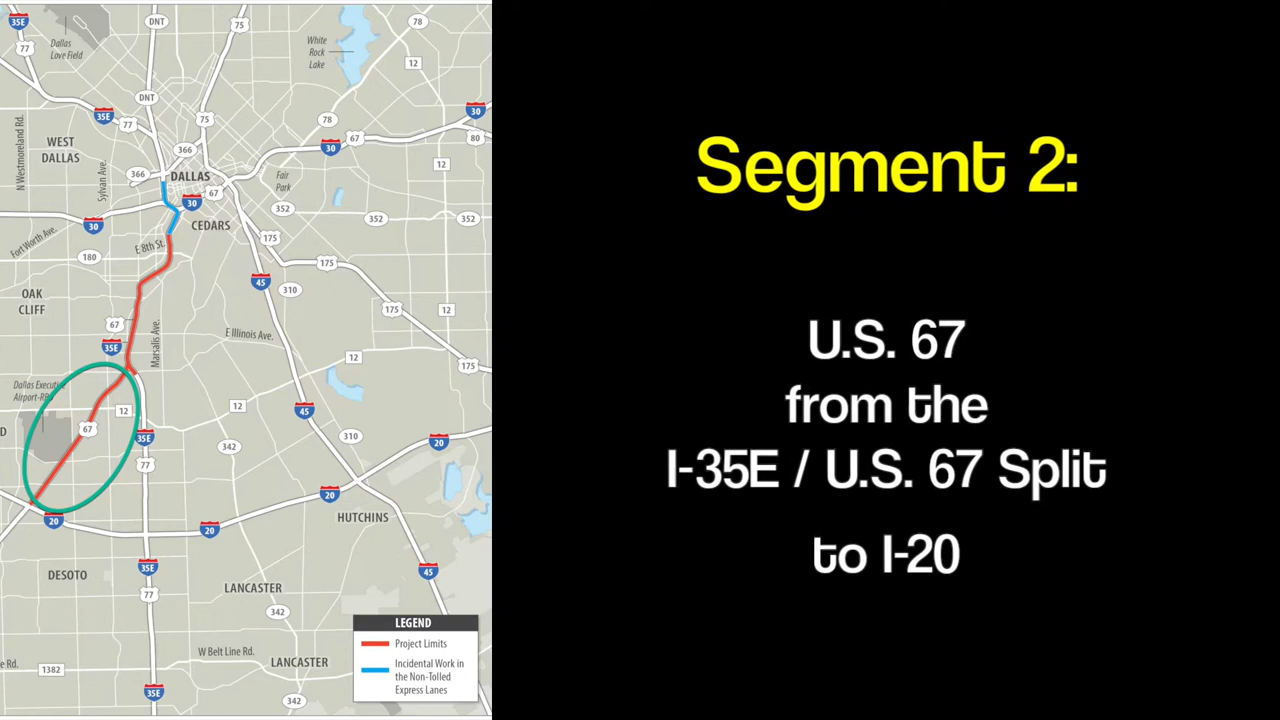 35E
77
Dallas
Love Field
DNT
75
White
Rock
Lake
78
12
N Westmoreland Rd.
35E
77
DNT
75
78
67
30
30
80
WEST
DALLAS
Sylvan Ave.
366
366
DALLAS
67
Fair
Park
12
30
352
352
352
30
Fort Worth Ave.
CEDARS
E 8th St.
180
175
175
45
310
175
12
OAK
CLIFF
67
Marsalis Ave.
35E
E Illinois Ave.
12
175
Dallas Executive
Airport-RBD
12
67
35E
77
12
45
342
310
20
20
20
20
HUTCHINS
DESOTO
35E
77
LANCASTER
342
45
W Belt Line Rd.
LANCASTER
1382
35E
342
LEGEND
Project Limits
Incidental Work in
the Non-Tolled
Express Lanes
Segment 2:
U.S. 67
from the
I-35E / U.S. 67 Split
to I-20